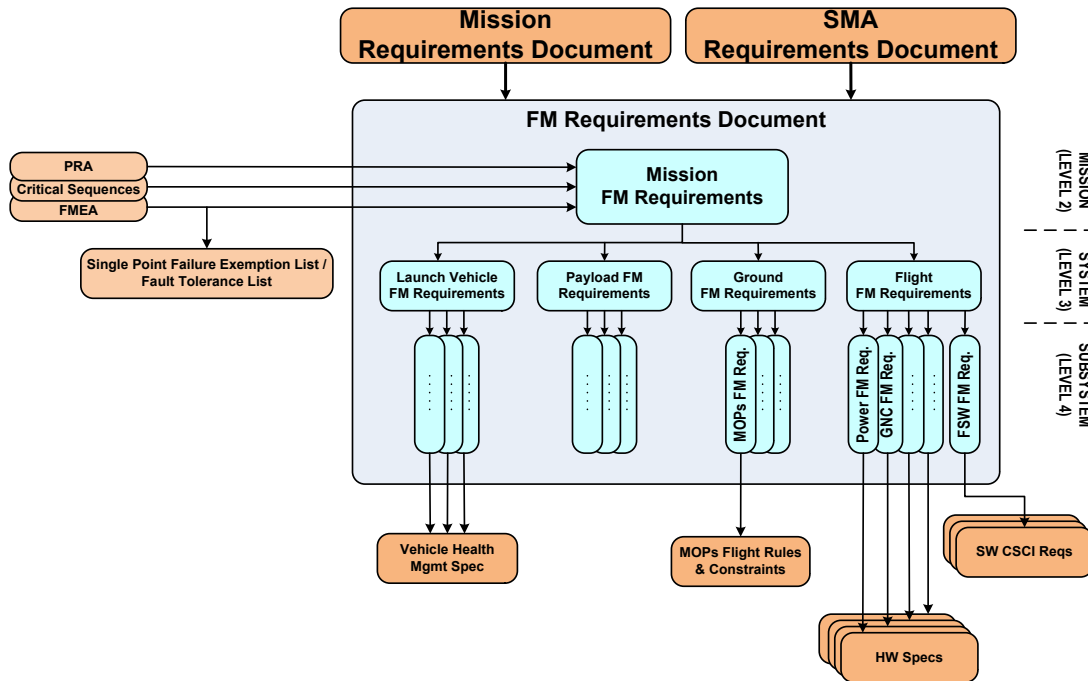 Mission
Requirements Document
SMA
Requirements Document
FM Requirements Document
PRA
Critical Sequences
FMEA
Mission
FM Requirements
MISSION
(LEVEL 2)
Single Point Failure Exemption List /
Fault Tolerance List
Launch Vehicle
FM Requirements
Payload FM
Requirements
Ground
FM Requirements
Flight
FM Requirements
SYSTEM
(LEVEL 3)
. . . . .
. . . . .
. . . . .
. . . . .
. . . . .
. . . . .
MOPs FM Req.
. . . . .
. . . . .
Power FM Req.
GNC FM Req.
. . . . .
. . . . .
FSW FM Req.
SUBSYSTEM
(LEVEL 4)
Vehicle Health
Mgmt Spec
MOPs Flight Rules
& Constraints
SW CSCI Reqs
HW Specs